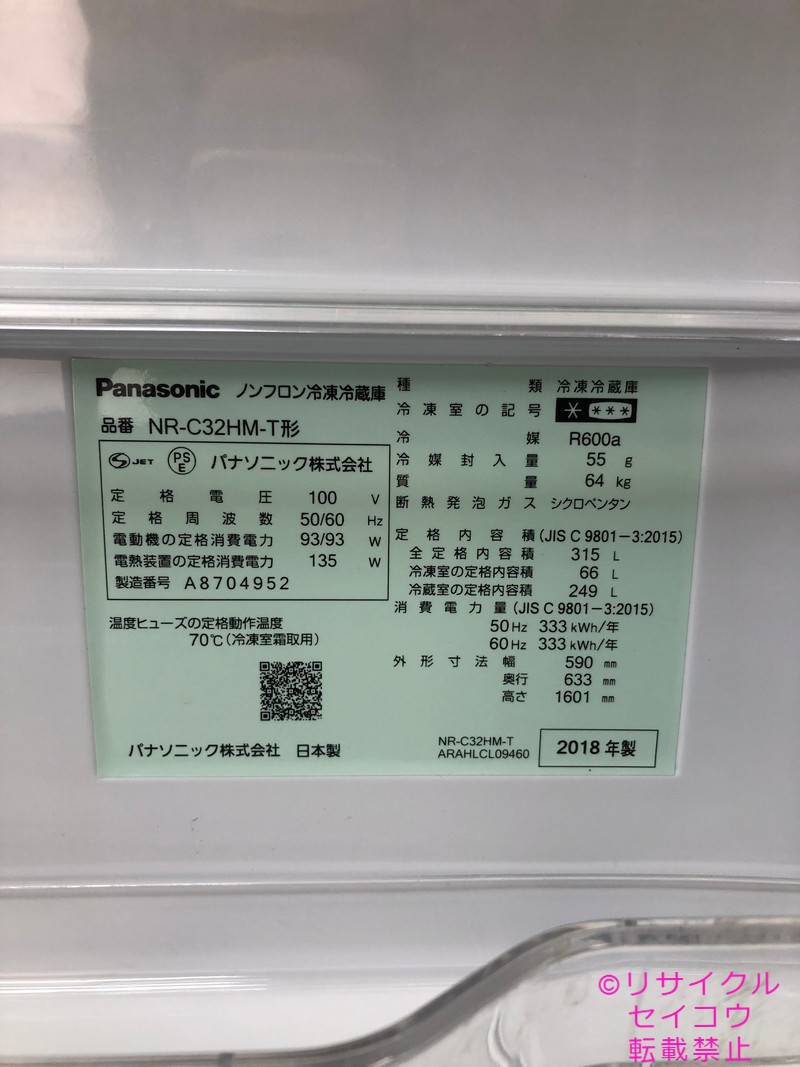 Panasonic ノンフロン冷凍冷蔵庫
品番 NR-C32HM-T形
JET PSE パナソニック株式会社
定格電圧 100 V
定格周波数 50/60 Hz
電動機の定格消費電力 93/93 W
電熱装置の定格消費電力 135 W
製造番号 A8704952
温度ヒューズの定格動作温度
70℃(冷凍室霜取用)
パナソニック株式会社 日本製
種類 冷凍冷蔵庫
冷凍室の記号 * ***
冷媒 R600a
冷媒封入量 55 g
質量 64 kg
断熱発泡ガス シクロペンタン
定格内容積(JIS C 9801-3:2015)
全定格内容積 315 L
冷凍室の定格内容積 66 L
冷蔵室の定格内容積 249 L
消費電力量(JIS C 9801-3:2015)
50Hz 333 kWh/年
60Hz 333 kWh/年
外形寸法 幅 590 mm
奥行 633 mm
高さ 1601 mm
NR-C32HM-T
ARAHLCL09460
2018年製
©リサイクル
セイコウ
転載禁止